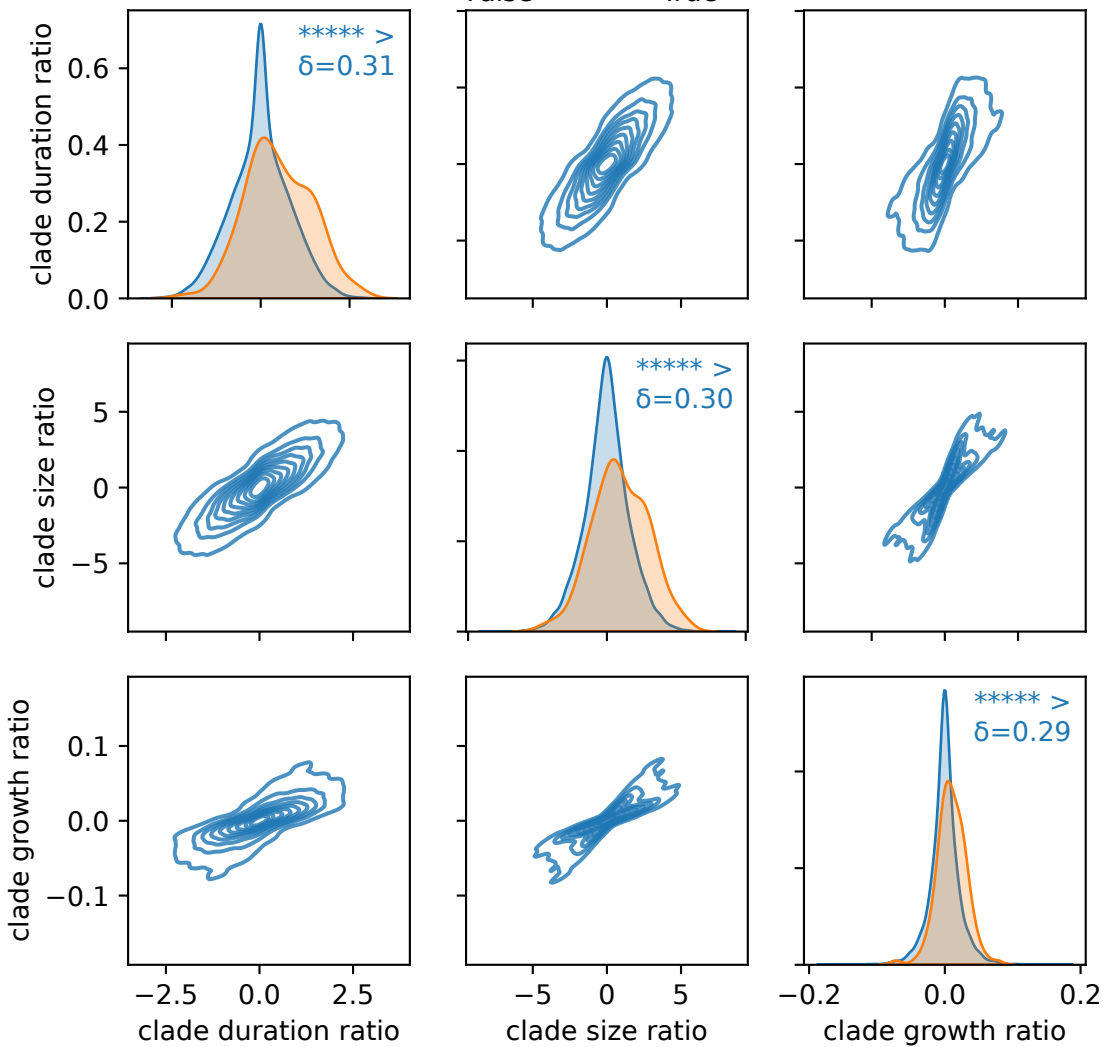 ***** >
δ=0.31
clade duration ratio
0.6
0.4
0.2
0.0
***** >
δ=0.30
clade size ratio
5
0
−5
***** >
δ=0.29
clade growth ratio
0.1
0.0
−0.1
−2.5 0.0 2.5
−5 0 5
−0.2 0.0 0.2
clade duration ratio
clade size ratio
clade growth ratio